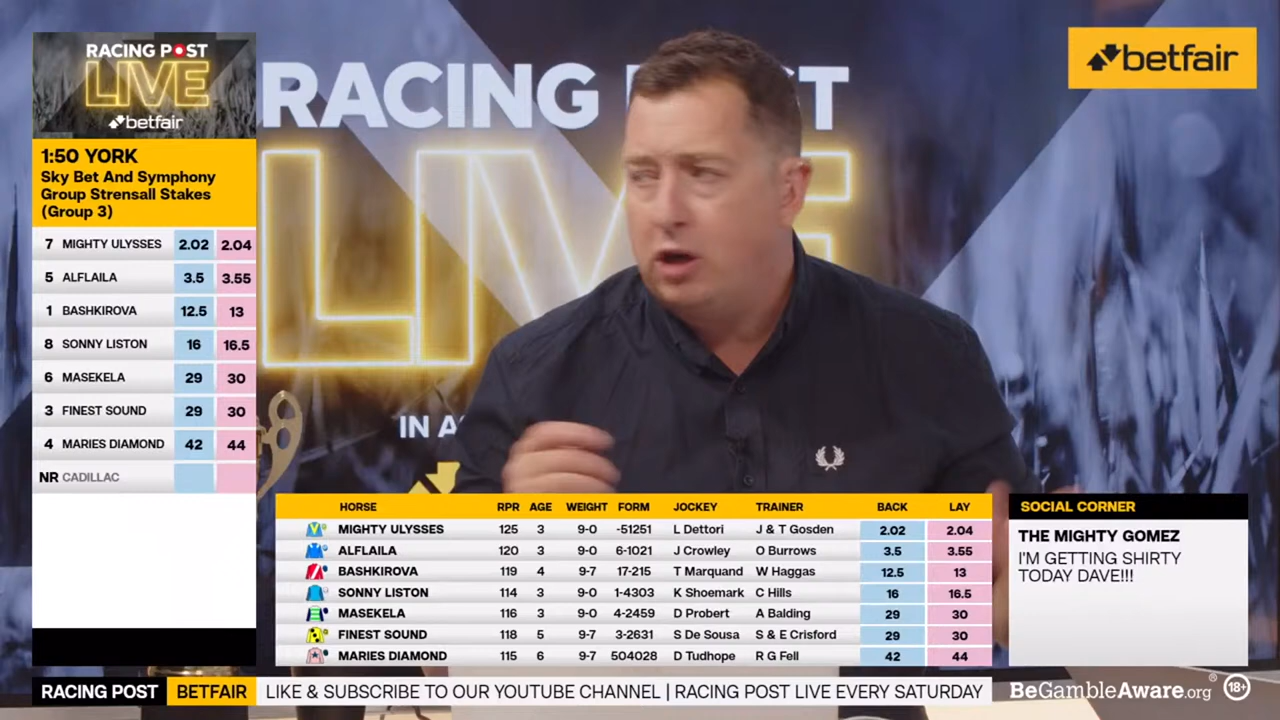 RACING POST
LIVE
betfair
1:50 YORK
Sky Bet And Symphony
Group Strensall Stakes
(Group 3)
7 MIGHTY ULYSSES 2.02 2.04
5 ALFLAILA 3.5 3.55
1 BASHKIROVA 12.5 13
8 SONNY LISTON 16 16.5
6 MASEKELA 29 30
3 FINEST SOUND 29 30
4 MARIES DIAMOND 42 44
NR CADILLAC
RACING
ST
LIV
IN A
betfair
HORSE RPR AGE WEIGHT FORM JOCKEY TRAINER BACK LAY
MIGHTY ULYSSES 125 3 9-0 -51251 L Dettori J & T Gosden 2.02 2.04
ALFLAILA 120 3 9-0 6-1021 J Crowley O Burrows 3.5 3.55
BASHKIROVA 119 4 9-7 17-215 T Marquand W Haggas 12.5 13
SONNY LISTON 114 3 9-0 1-4303 K Shoemark C Hills 16 16.5
MASEKELA 116 3 9-0 4-2459 D Probert A Balding 29 30
FINEST SOUND 118 5 9-7 3-2631 S De Sousa S & E Crisford 29 30
MARIES DIAMOND 115 6 9-7 504028 D Tudhope R G Fell 42 44
SOCIAL CORNER
THE MIGHTY GOMEZ
I'M GETTING SHIRTY
TODAY DAVE!!!
RACING POST BETFAIR LIKE & SUBSCRIBE TO OUR YOUTUBE CHANNEL | RACING POST LIVE EVERY SATURDAY
BeGambleAware.org® 18+